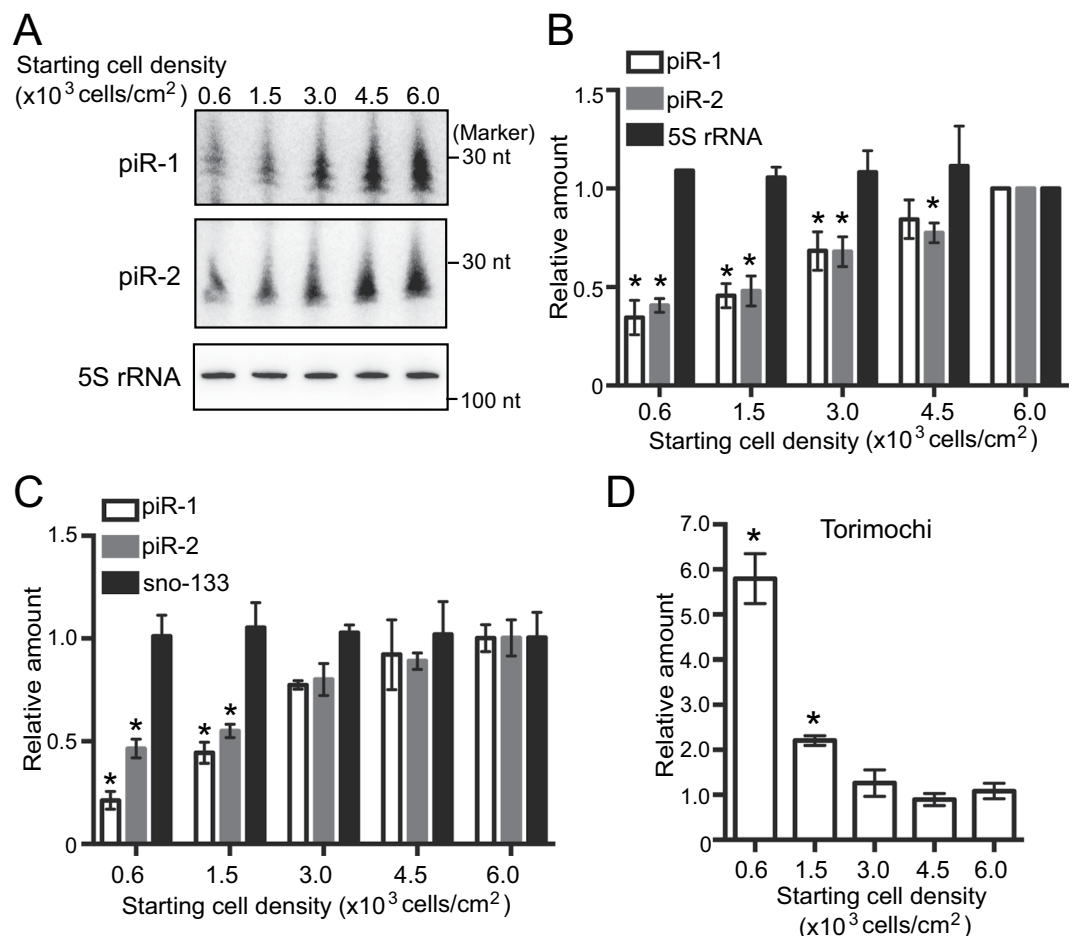 A
Starting cell density
(x10³ cells/cm²) 0.6 1.5 3.0 4.5 6.0
(Marker)
piR-1
30 nt
piR-2
30 nt
5S rRNA
100 nt
B
piR-1
piR-2
5S rRNA
Relative amount
1.5
1.0
0.5
0
* * * * * * *
0.6 1.5 3.0 4.5 6.0
Starting cell density (x10³ cells/cm²)
C
piR-1
piR-2
sno-133
Relative amount
1.5
1.0
0.5
0
* * * *
0.6 1.5 3.0 4.5 6.0
Starting cell density (x10³ cells/cm²)
D
Torimochi
Relative amount
7.0
6.0
5.0
4.0
3.0
2.0
1.0
0
* *
0.6 1.5 3.0 4.5 6.0
Starting cell density
(x10³ cells/cm²)